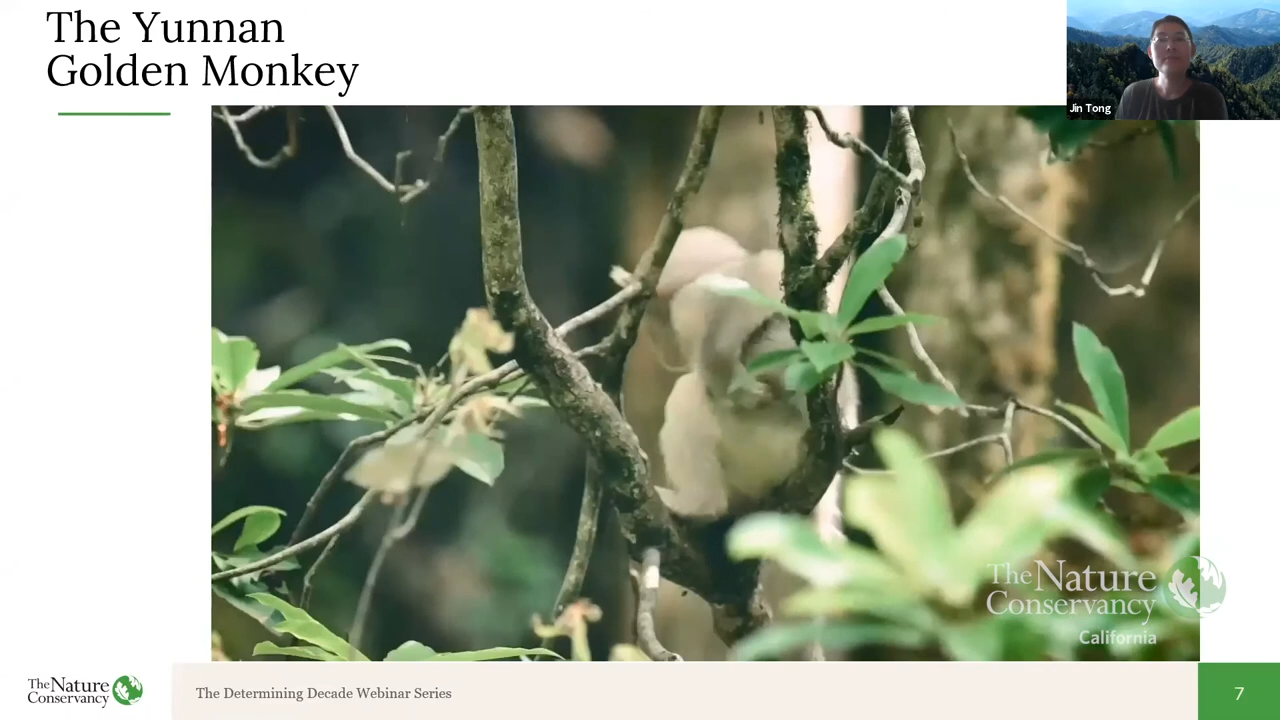 The Yunnan
Golden Monkey
Jin Tong
The Nature
Conservancy
California
The Nature
Conservancy
The Determining Decade Webinar Series
7